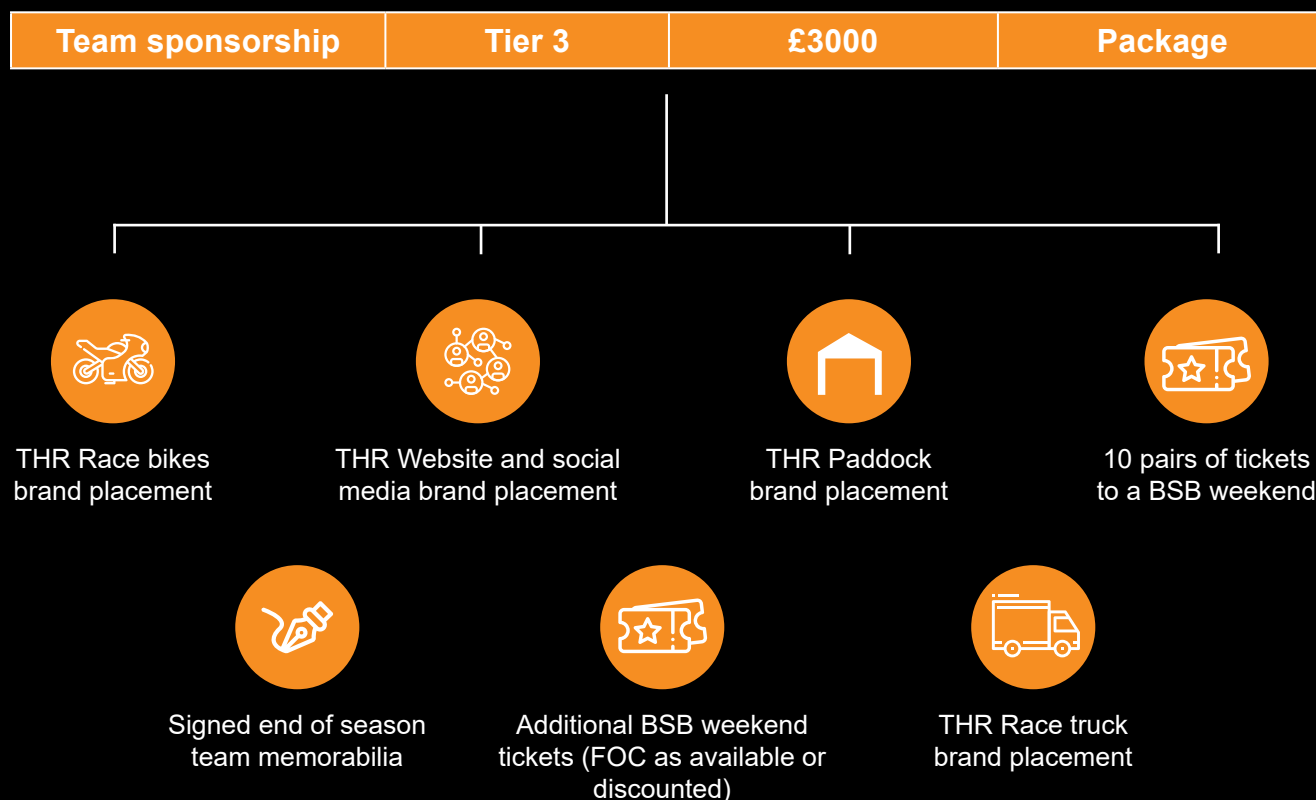 Team sponsorship Tier 3 £3000 Package
THR Race bikes
brand placement
THR Website and social
media brand placement
THR Paddock
brand placement
10 pairs of tickets
to a BSB weekend
Signed end of season
team memorabilia
Additional BSB weekend
tickets (FOC as available or
discounted)
THR Race truck
brand placement